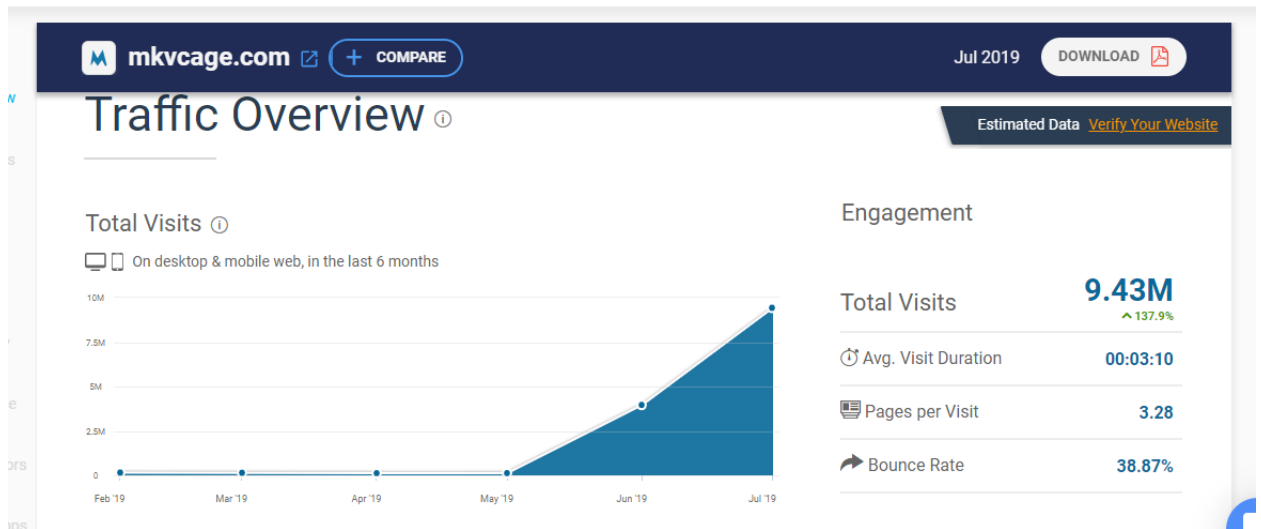 mkvcage.com + COMPARE
Jul 2019 DOWNLOAD
Traffic Overview
Estimated Data Verify Your Website
Total Visits
On desktop & mobile web, in the last 6 months
10M
7.5M
5M
2.5M
0
Feb '19 Mar '19 Apr '19 May '19 Jun '19 Jul '19
Engagement
Total Visits 9.43M
137.9%
Avg. Visit Duration 00:03:10
Pages per Visit 3.28
Bounce Rate 38.87%